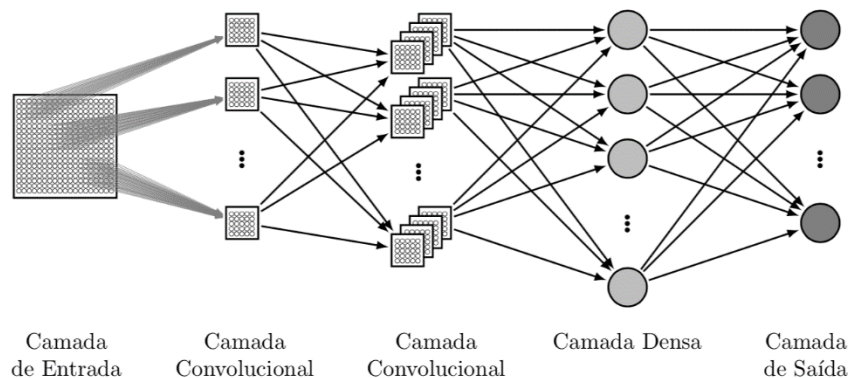 Camada
de Entrada
Camada
Convolucional
Camada
Convolucional
Camada Densa
Camada
de Saída